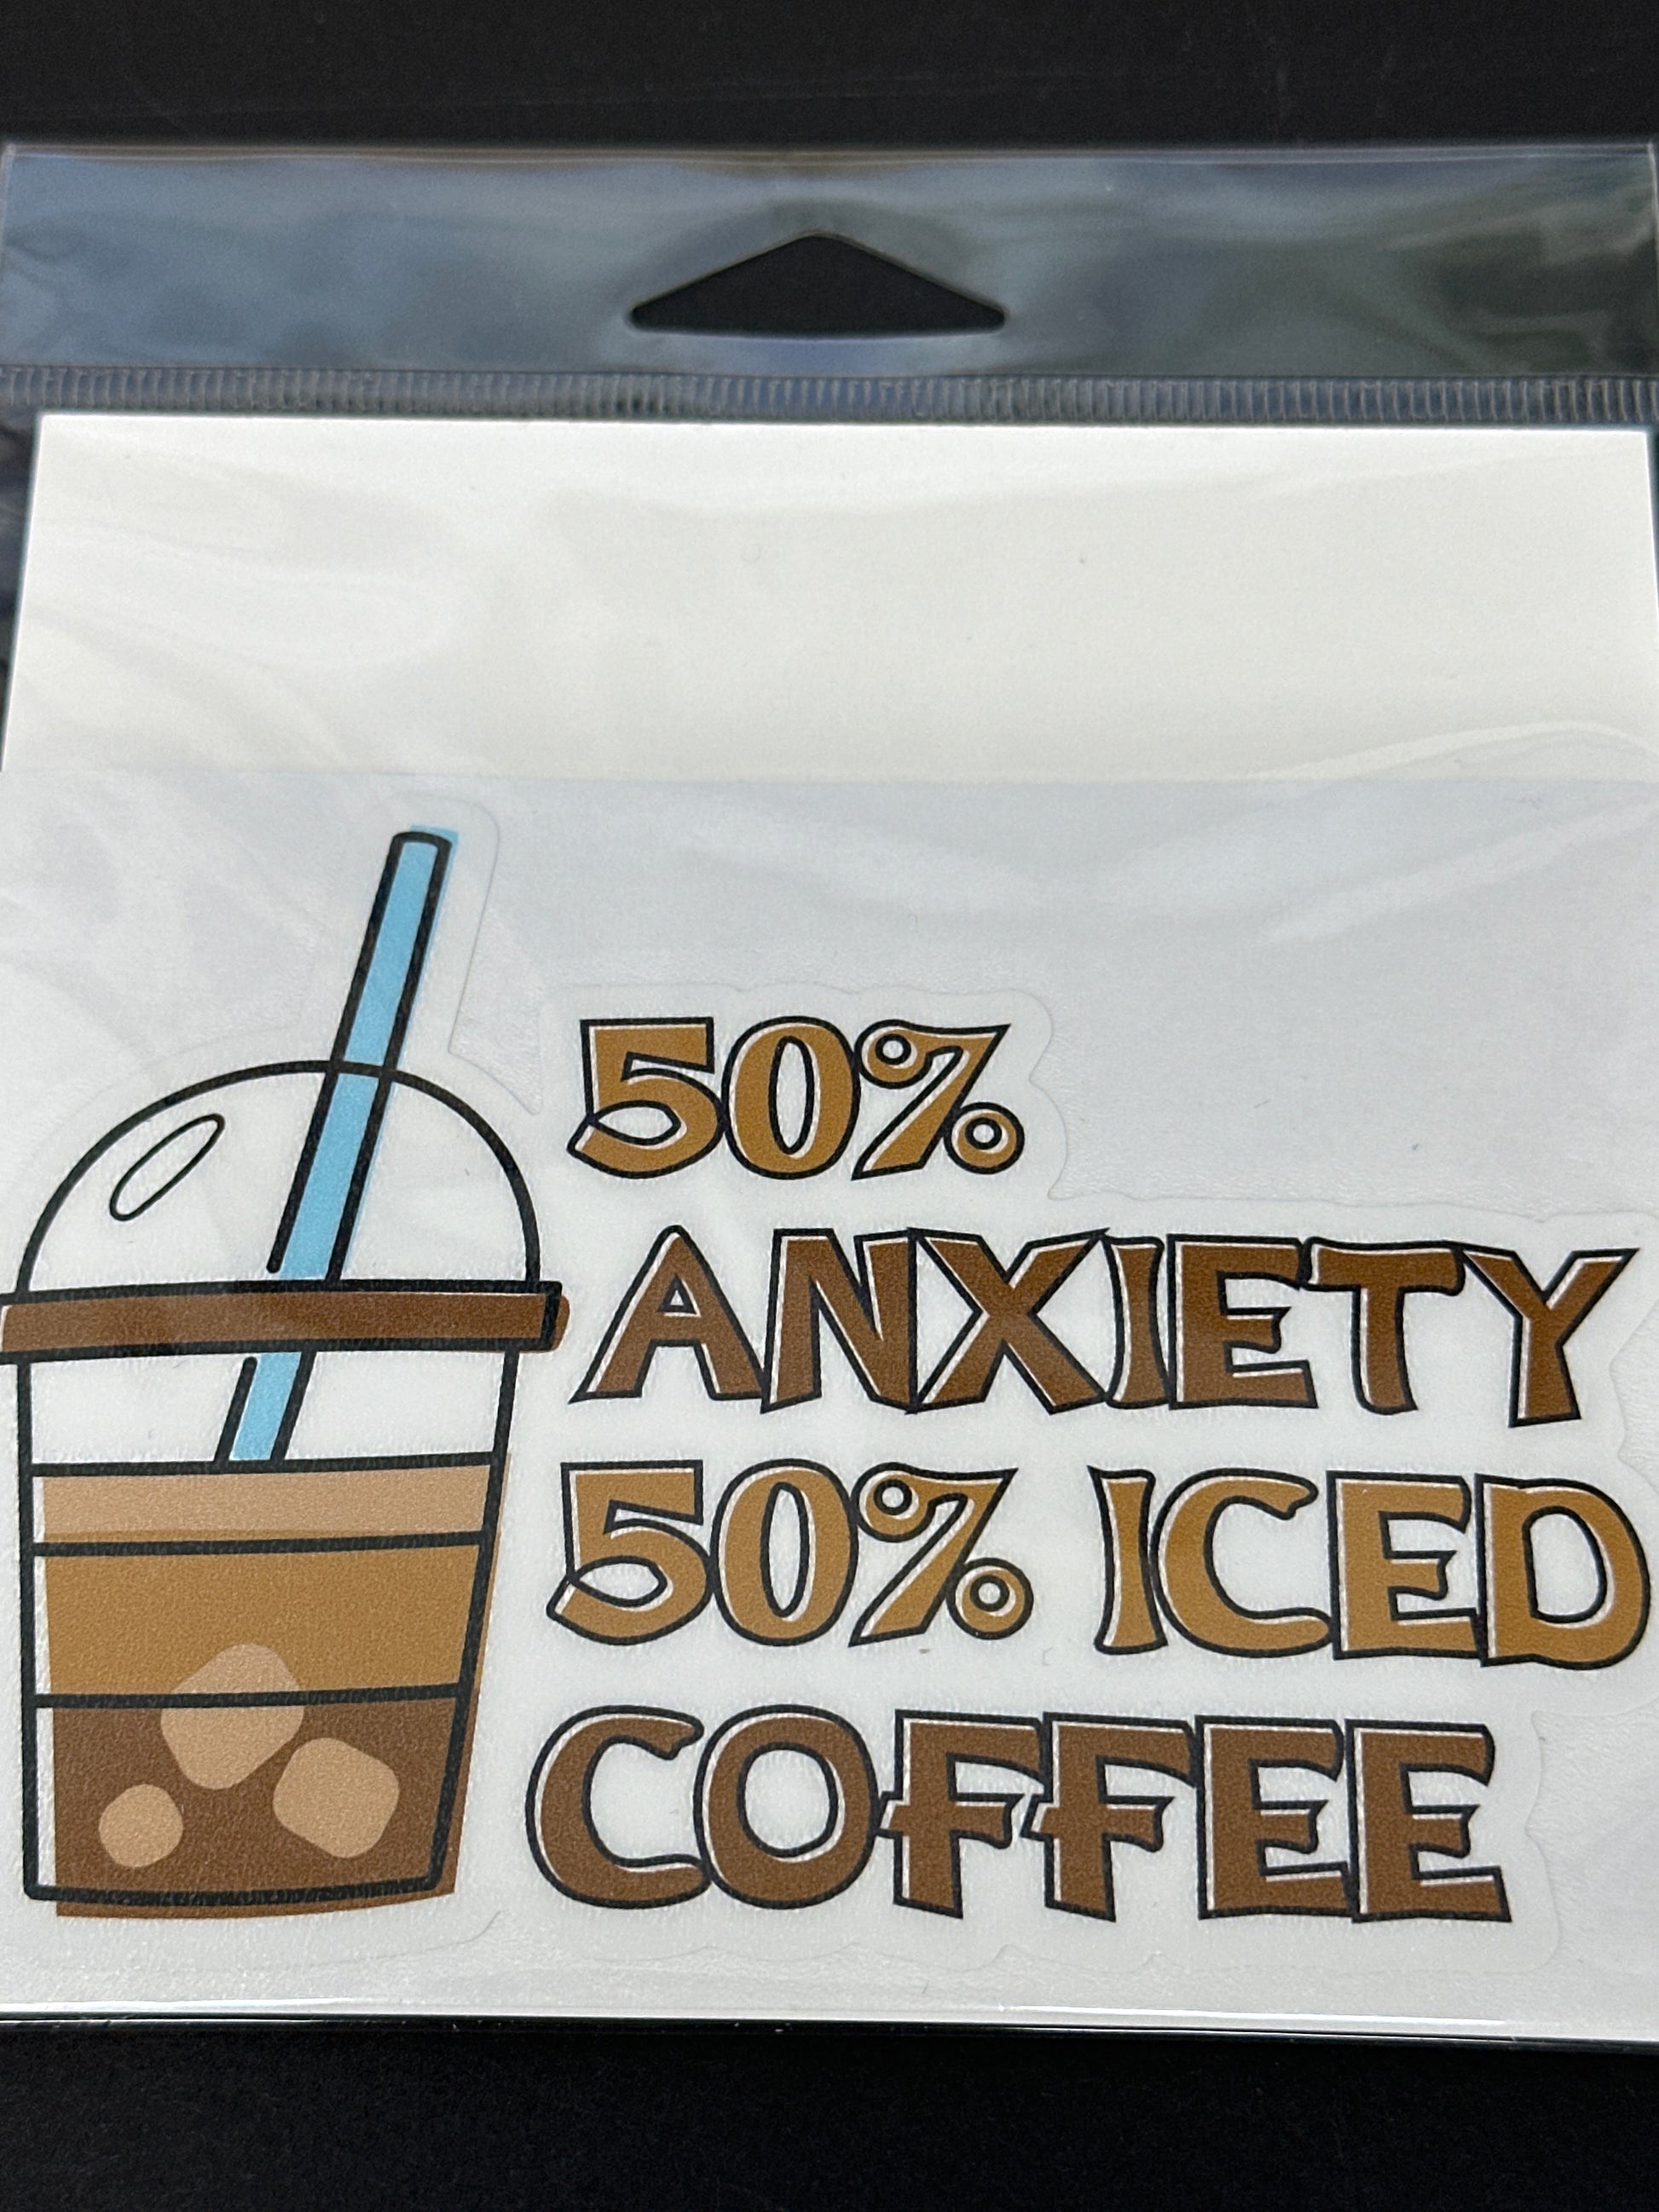 50%
ANXIETY
50% ICED
COFFEE